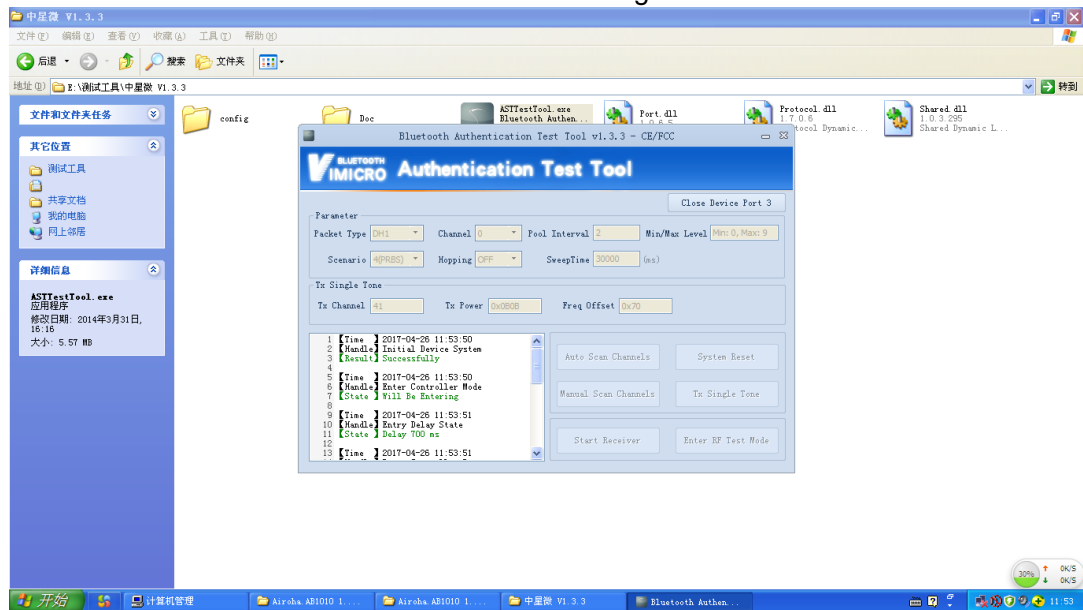 中星微 V1.3.3
文件(F) 编辑(E) 查看(V) 收藏(A) 工具(T) 帮助(H)
后退 搜索 文件夹
地址(D) E:\测试工具\中星微 V1.3.3 转到
文件和文件夹任务
其它位置
测试工具
共享文档
我的电脑
网上邻居
详细信息
ASTTestTool.exe
应用程序
修改日期: 2014年3月31日,
16:16
大小: 5.57 MB
config
Doc
ASTTestTool.exe
Bluetooth Authen...
Port.dll
1.0.6.5
Protocol.dll
1.7.0.6
tocol Dynamic...
Shared.dll
1.0.3.295
Shared Dynamic L...
Bluetooth Authentication Test Tool v1.3.3 - CE/FCC
BLUETOOTH
VIMICRO Authentication Test Tool
Close Device Port 3
Parameter
Packet Type DH1 Channel 0 Pool Interval 2 Min/Max Level Min: 0, Max: 9
Scenario 4(PRBS) Hopping OFF SweepTime 30000 (ms)
Tx Single Tone
Tx Channel 41 Tx Power 0x0B0B Freq Offset 0x70
1 【Time 】2017-04-26 11:53:50
2 【Handle】Initial Device System
3 【Result】Successfully
4
5 【Time 】2017-04-26 11:53:50
6 【Handle】Enter Controller Mode
7 【State 】Will Be Entering
8
9 【Time 】2017-04-26 11:53:51
10 【Handle】Entry Delay State
11 【State 】Delay 700 ms
12
13 【Time 】2017-04-26 11:53:51
Auto Scan Channels System Reset
Manual Scan Channels Tx Single Tone
Start Receiver Enter RF Test Mode
30% 0K/S
0K/S
开始 计算机管理 Airoha AB1010 1.... Airoha AB1010 1.... 中星微 V1.3.3 Bluetooth Authen... 11:53